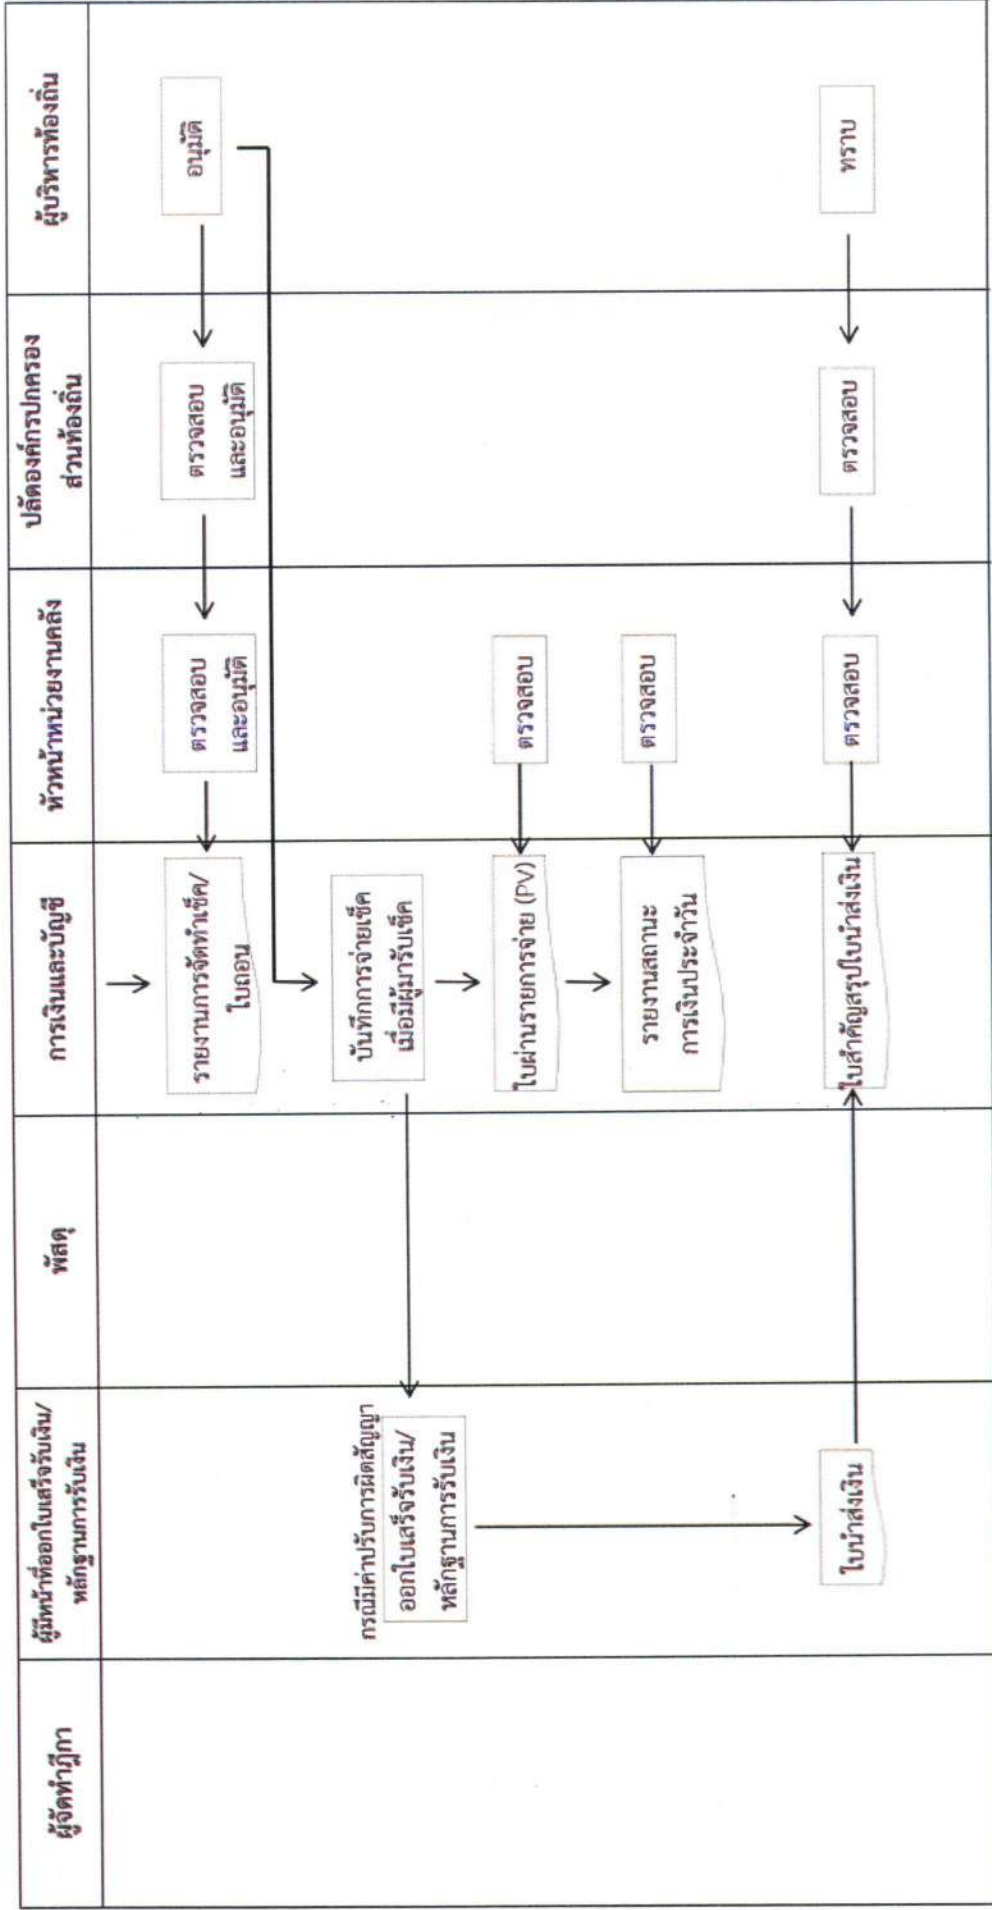 ผู้จัดทำฎีกา
ผู้มีหน้าที่ออกใบเสร็จรับเงิน/
หลักฐานการรับเงิน
พัสดุ
การเงินและบัญชี
หัวหน้าหน่วยงานคลัง
ปลัดองค์กรปกครอง
ส่วนท้องถิ่น
ผู้บริหารท้องถิ่น
รายงานการจัดทำเช็ค/
ใบถอน
ตรวจสอบ
และอนุมัติ
ตรวจสอบ
และอนุมัติ
อนุมัติ
บันทึกการจ่ายเช็ค
เมื่อมีผู้มารับเช็ค
กรณีมีค่าปรับการผิดสัญญา
ออกใบเสร็จรับเงิน/
หลักฐานการรับเงิน
ใบผ่านรายการจ่าย (PV)
ตรวจสอบ
รายงานสถานะ
การเงินประจำวัน
ตรวจสอบ
ใบนำส่งเงิน
ใบสำคัญสรุปใบนำส่งเงิน
ตรวจสอบ
ตรวจสอบ
ทราบ